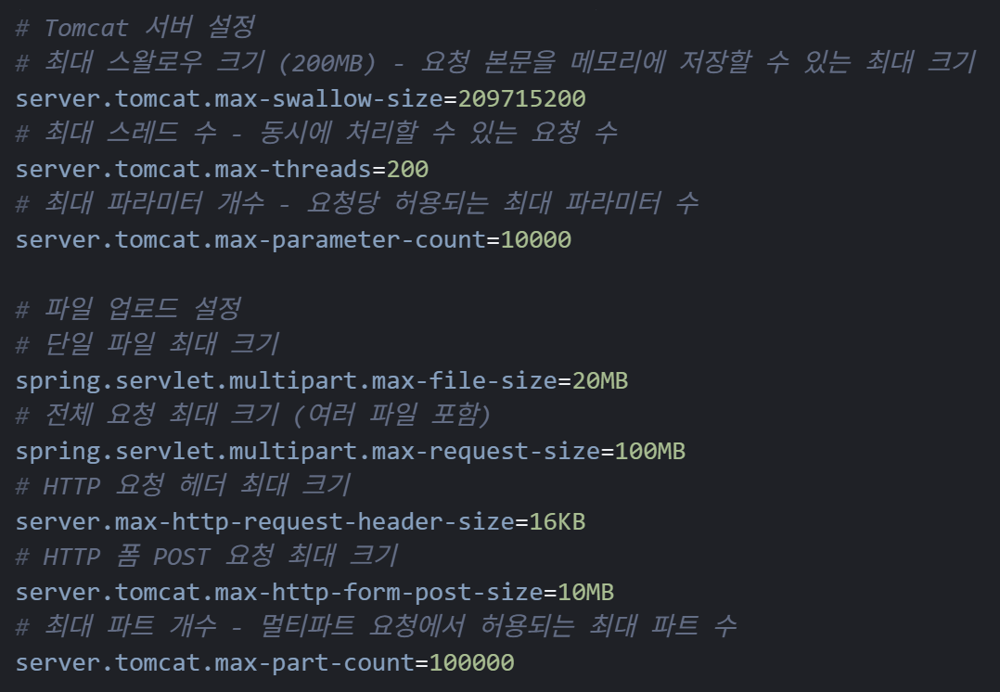 # Tomcat 서버 설정
# 최대 스왈로우 크기 (200MB) - 요청 본문을 메모리에 저장할 수 있는 최대 크기
server.tomcat.max-swallow-size=209715200
# 최대 스레드 수 - 동시에 처리할 수 있는 요청 수
server.tomcat.max-threads=200
# 최대 파라미터 개수 - 요청당 허용되는 최대 파라미터 수
server.tomcat.max-parameter-count=10000

# 파일 업로드 설정
# 단일 파일 최대 크기
spring.servlet.multipart.max-file-size=20MB
# 전체 요청 최대 크기 (여러 파일 포함)
spring.servlet.multipart.max-request-size=100MB
# HTTP 요청 헤더 최대 크기
server.max-http-request-header-size=16KB
# HTTP 폼 POST 요청 최대 크기
server.tomcat.max-http-form-post-size=10MB
# 최대 파트 개수 - 멀티파트 요청에서 허용되는 최대 파트 수
server.tomcat.max-part-count=100000